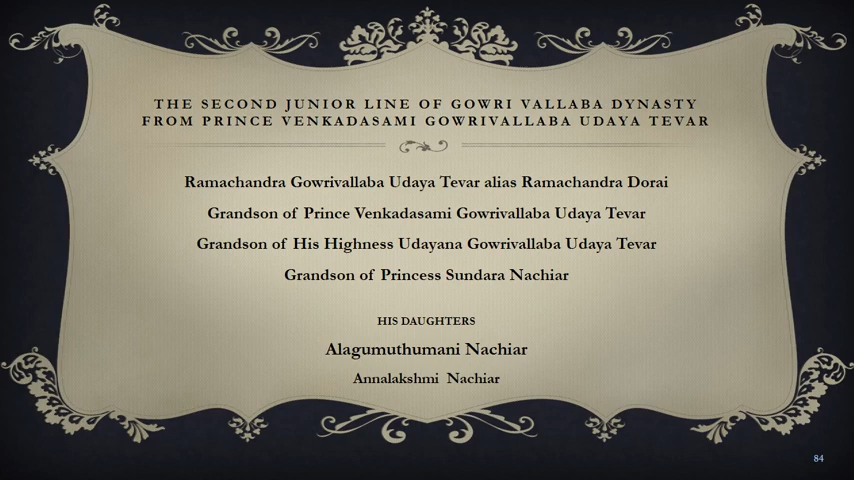 THE SECOND JUNIOR LINE OF GOWRI VALLABA DYNASTY
FROM PRINCE VENKADASAMI GOWRIVALLABA UDAYA TEVAR
Ramachandra Gowrivallaba Udaya Tevar alias Ramachandra Dorai
Grandson of Prince Venkadasami Gowrivallaba Udaya Tevar
Grandson of His Highness Udayana Gowrivallaba Udaya Tevar
Grandson of Princess Sundara Nachiar
HIS DAUGHTERS
Alagumuthumani Nachiar
Annalakshmi Nachiar
84